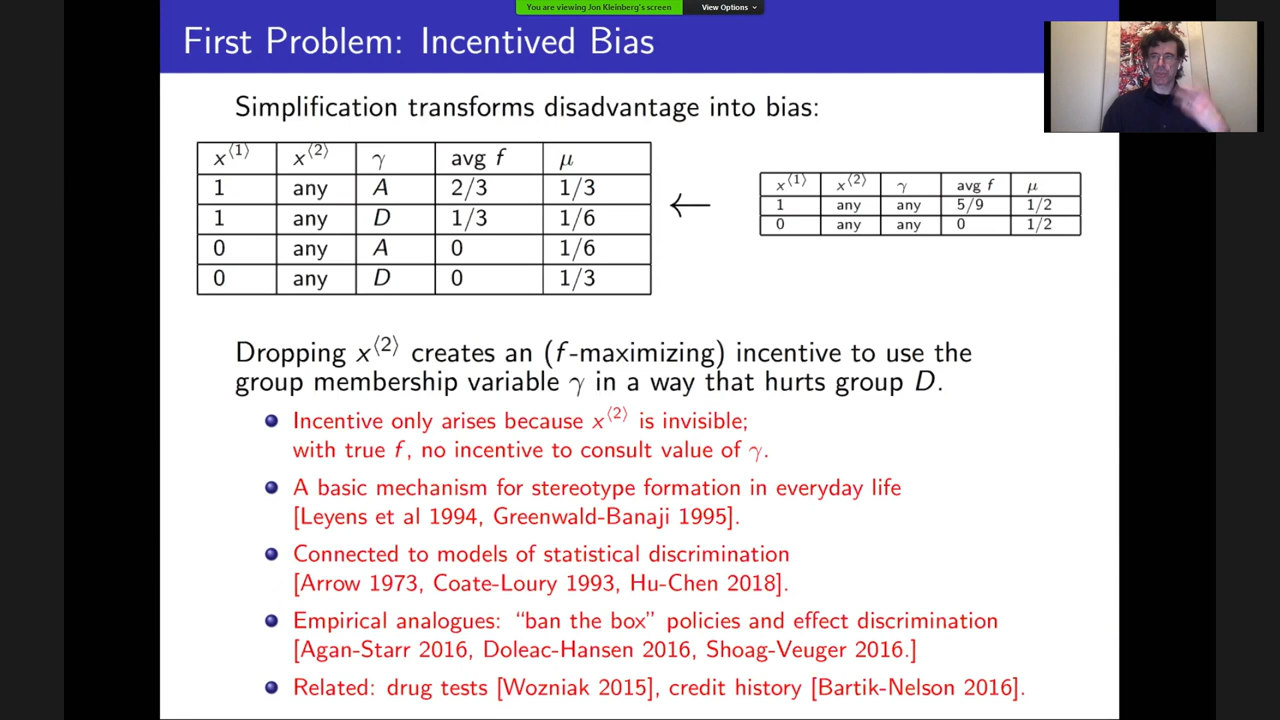 You are viewing Jon Kleinberg's screen
View Options
First Problem: Incentived Bias
Simplification transforms disadvantage into bias:
x⟨1⟩ x⟨2⟩ γ avg f μ
1 any A 2/3 1/3
1 any D 1/3 1/6
0 any A 0 1/6
0 any D 0 1/3
←
x⟨1⟩ x⟨2⟩ γ avg f μ
1 any any 5/9 1/2
0 any any 0 1/2
Dropping x⟨2⟩ creates an (f-maximizing) incentive to use the
group membership variable γ in a way that hurts group D.
Incentive only arises because x⟨2⟩ is invisible;
with true f, no incentive to consult value of γ.
A basic mechanism for stereotype formation in everyday life
[Leyens et al 1994, Greenwald-Banaji 1995].
Connected to models of statistical discrimination
[Arrow 1973, Coate-Loury 1993, Hu-Chen 2018].
Empirical analogues: “ban the box” policies and effect discrimination
[Agan-Starr 2016, Doleac-Hansen 2016, Shoag-Veuger 2016.]
Related: drug tests [Wozniak 2015], credit history [Bartik-Nelson 2016].